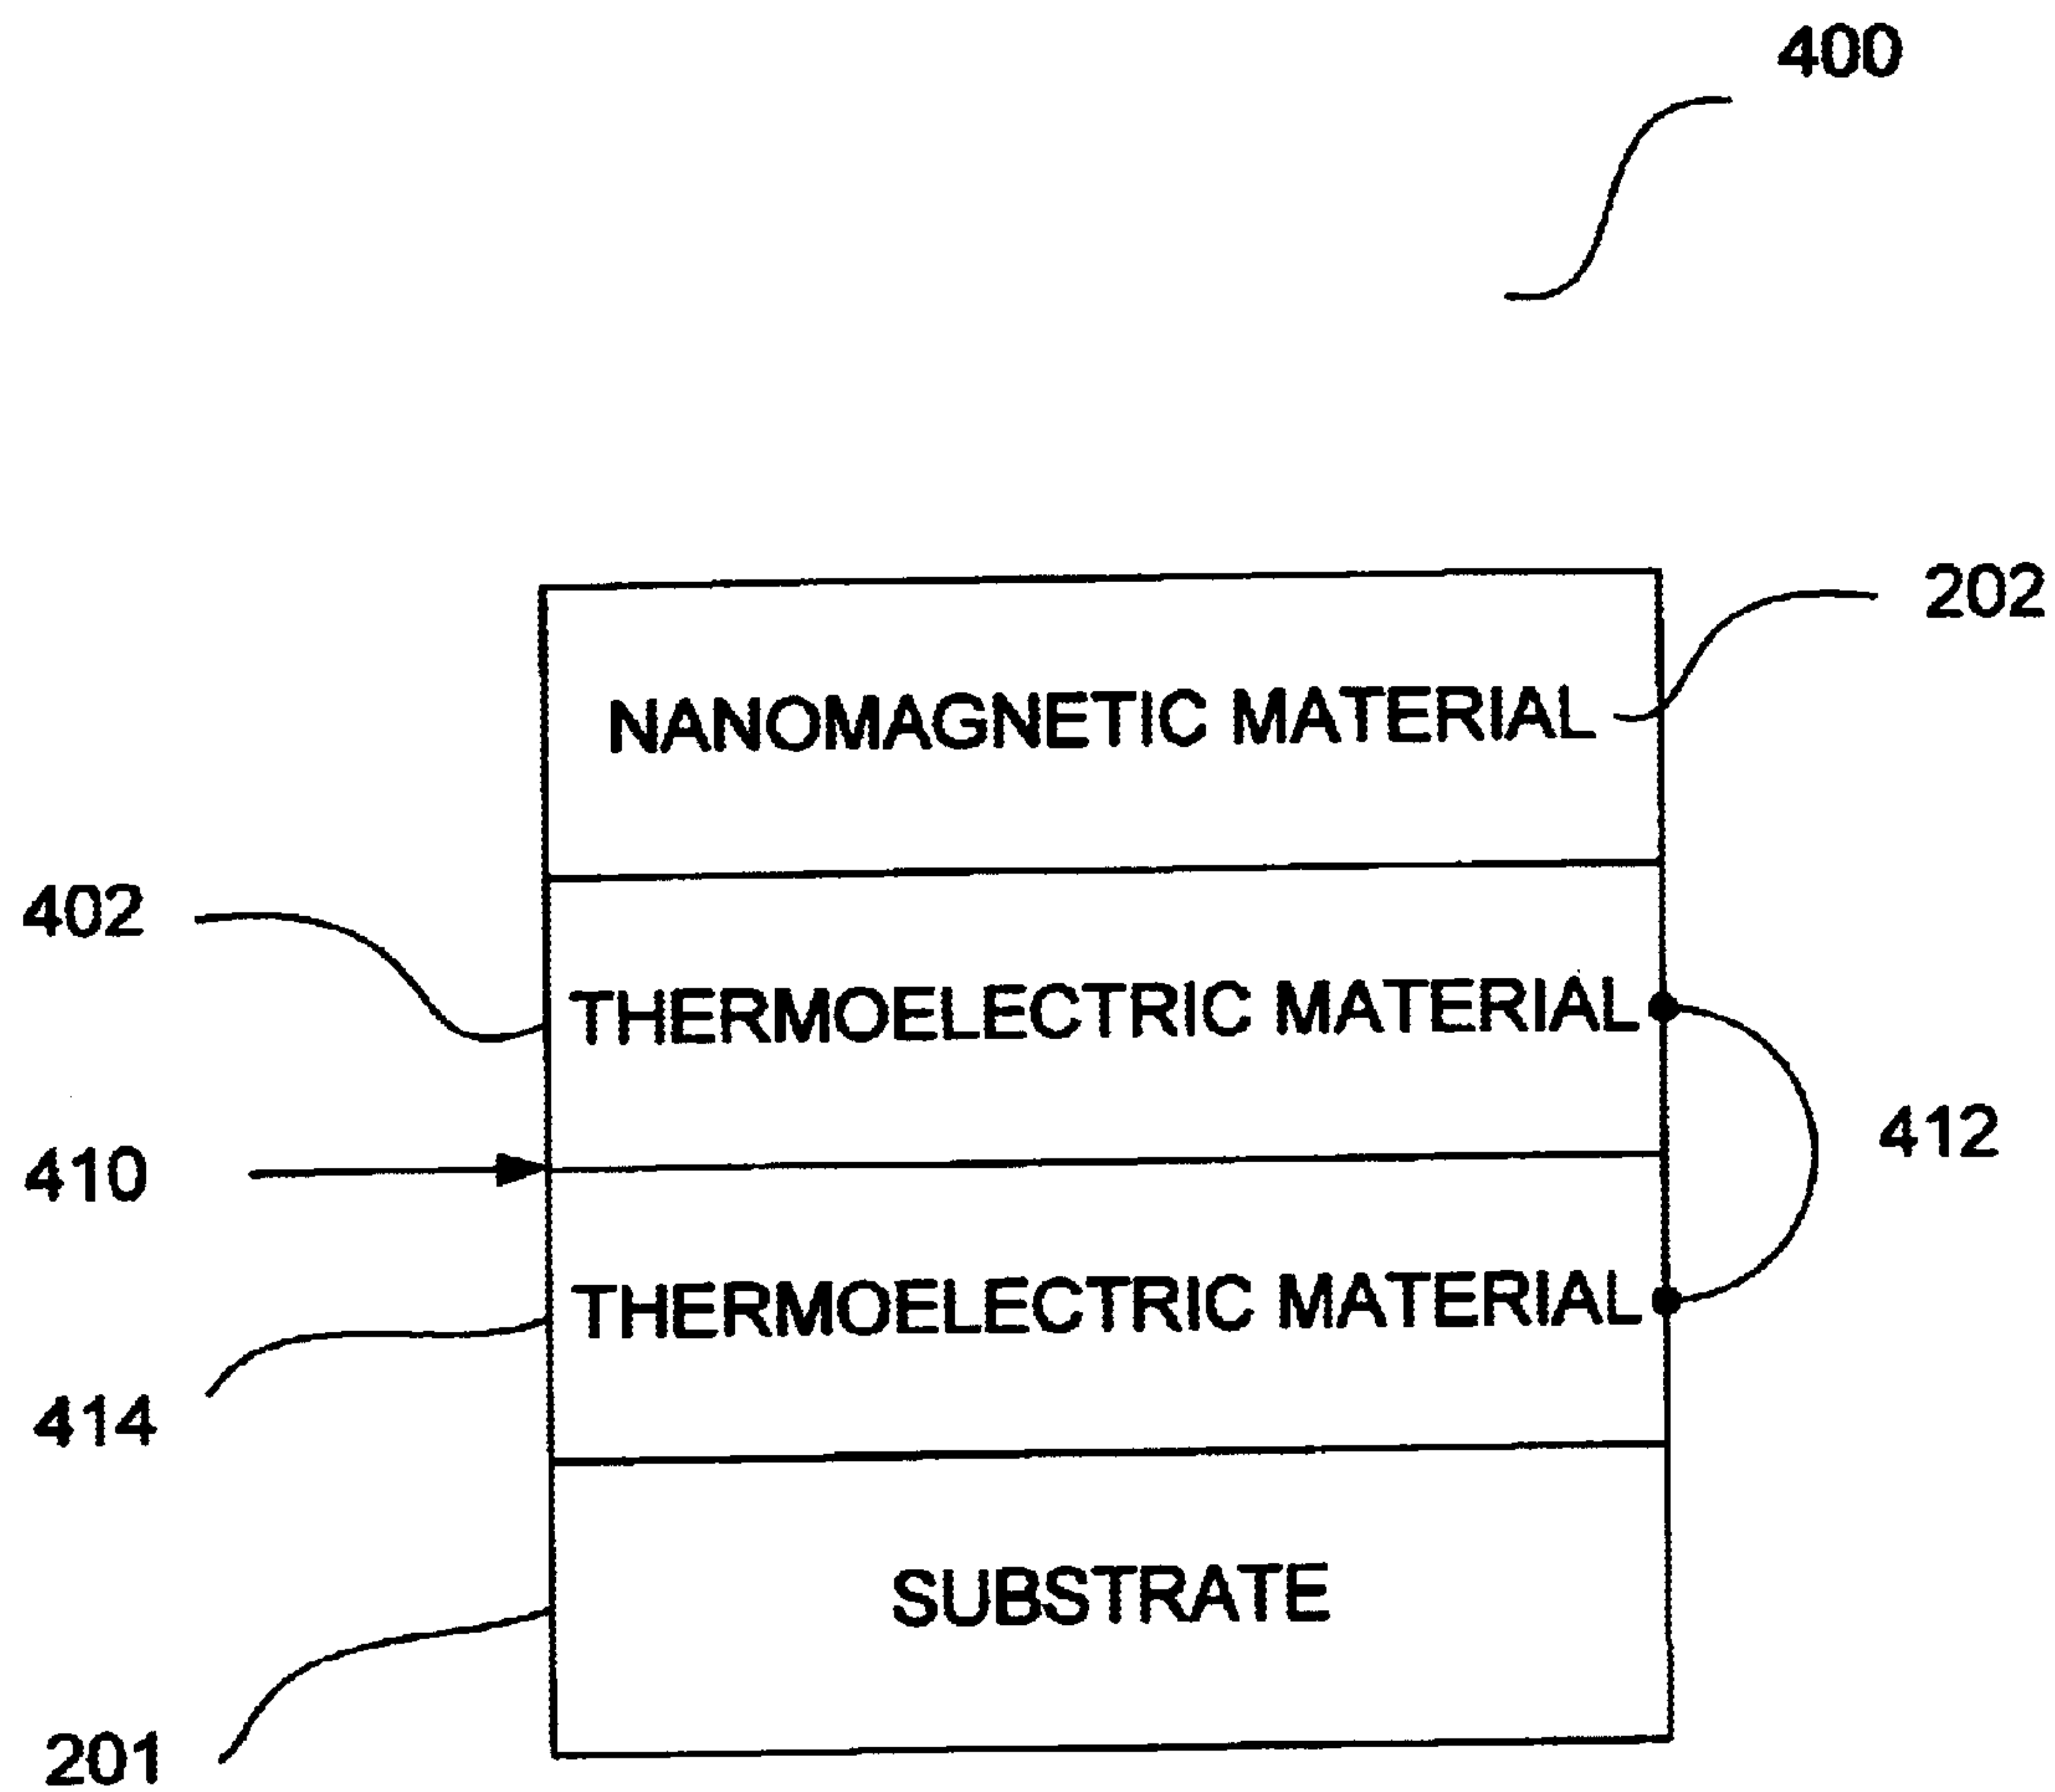 400
202
NANOMAGNETIC MATERIAL
402
THERMOELECTRIC MATERIAL
412
410
THERMOELECTRIC MATERIAL
414
SUBSTRATE
201